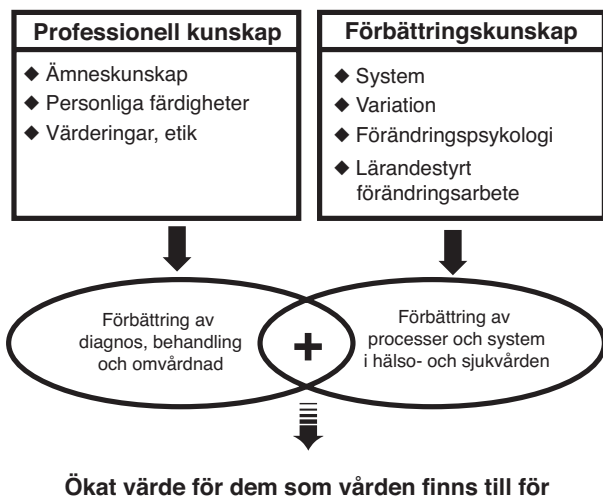 Professionell kunskap
◆ Ämneskunskap
◆ Personliga färdigheter
◆ Värderingar, etik
Förbättringskunskap
◆ System
◆ Variation
◆ Förändringspsykologi
◆ Lärandestyrt
förändringsarbete
Förbättring av
diagnos, behandling
och omvårdnad
+
Förbättring av
processer och system
i hälso- och sjukvården
Ökat värde för dem som vården finns till för